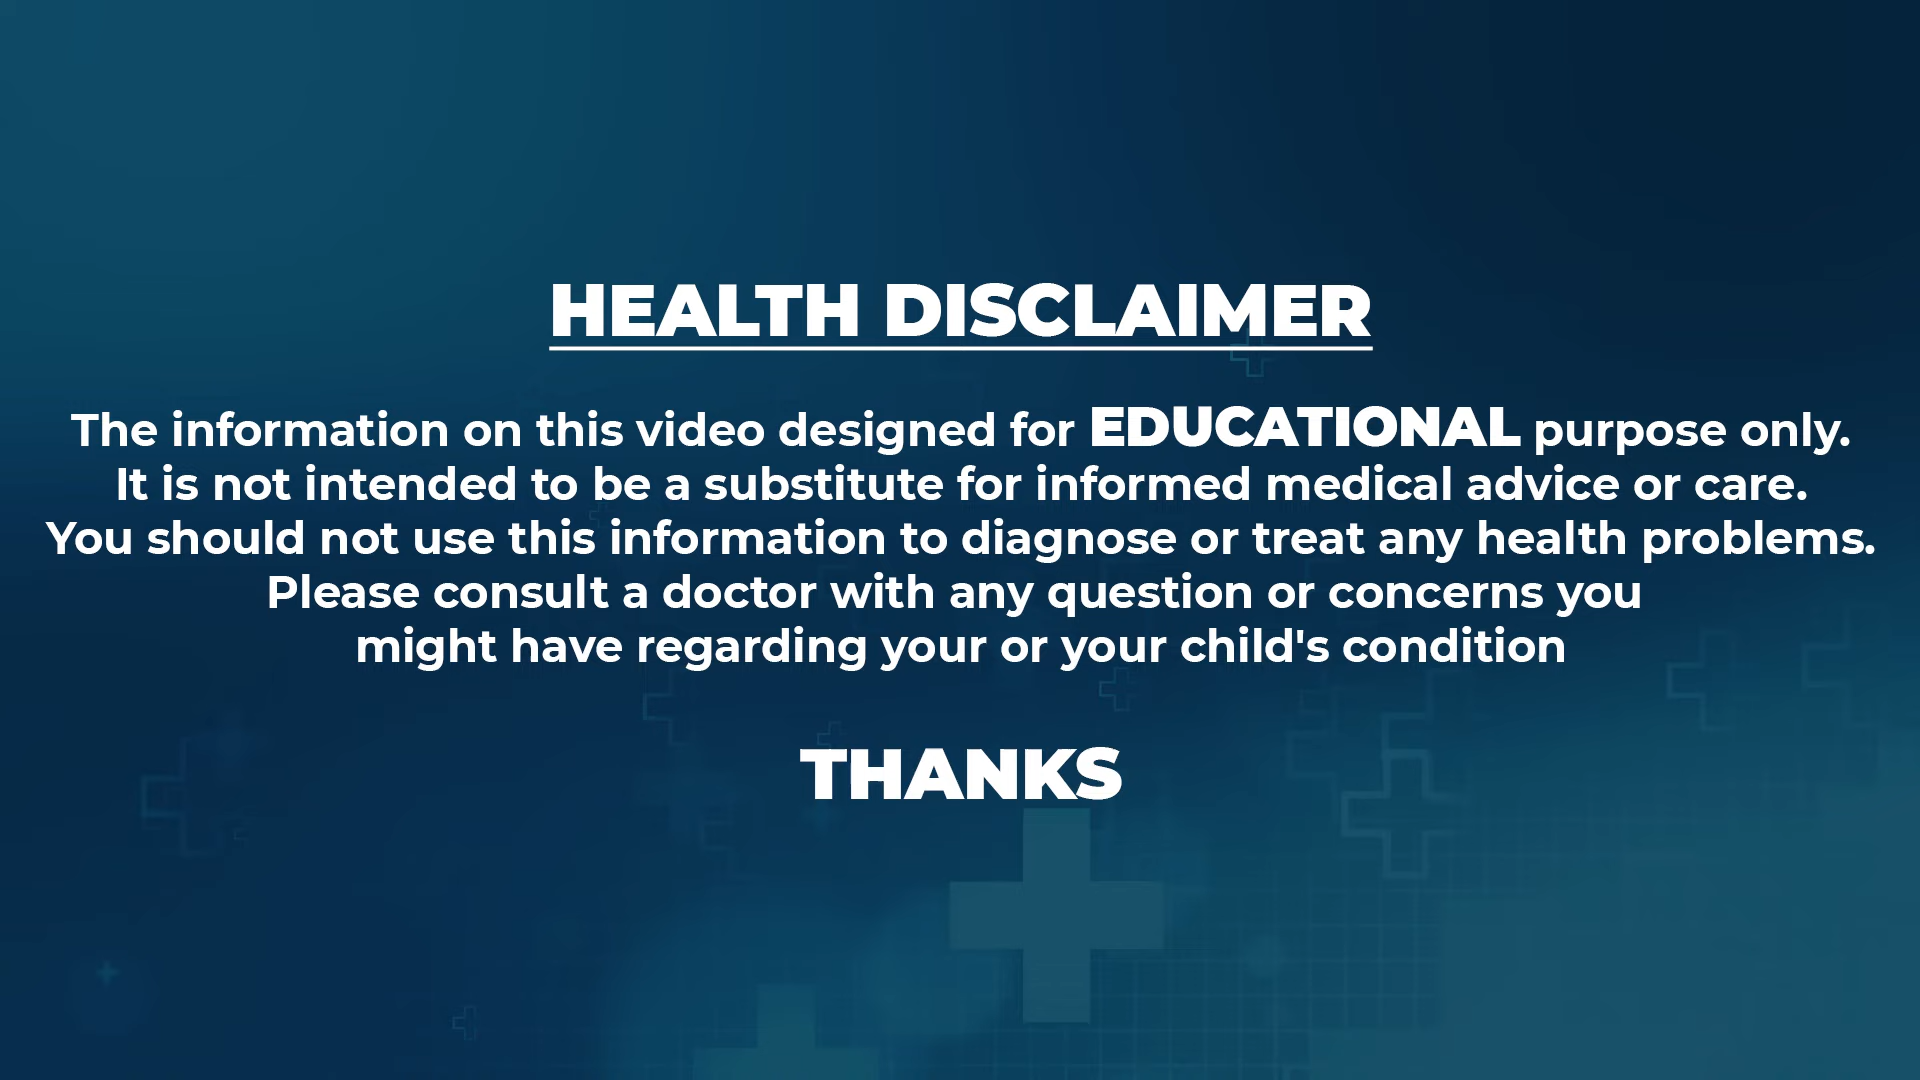 HEALTH DISCLAIMER
The information on this video designed for EDUCATIONAL purpose only.
It is not intended to be a substitute for informed medical advice or care.
You should not use this information to diagnose or treat any health problems.
Please consult a doctor with any question or concerns you
might have regarding your or your child's condition
THANKS